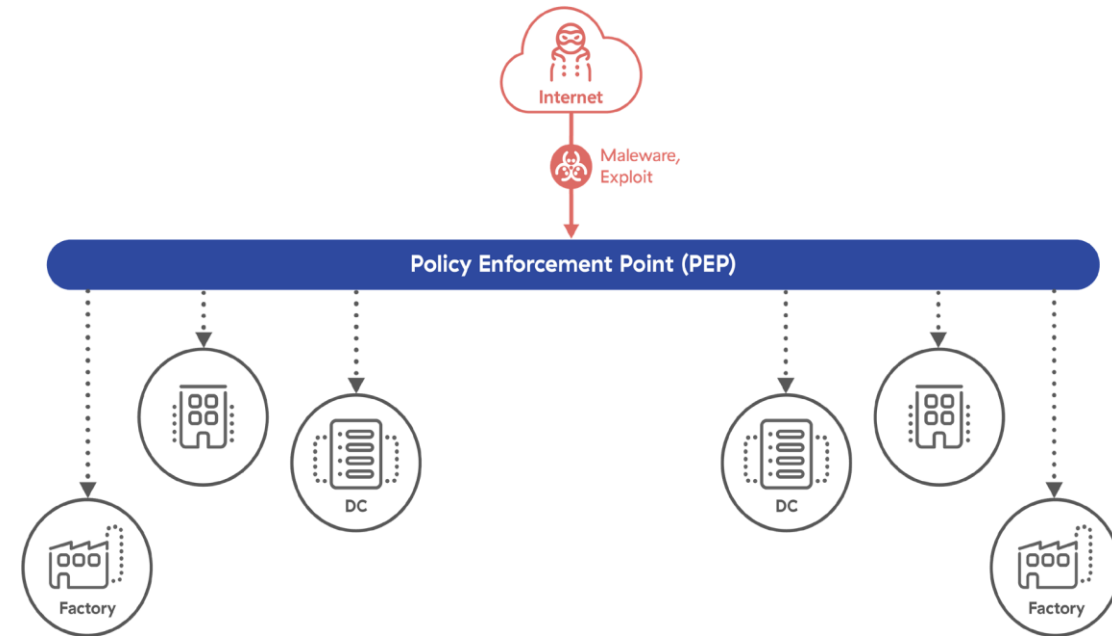 Internet
Maleware,
Exploit
Policy Enforcement Point (PEP)
DC
DC
Factory
Factory